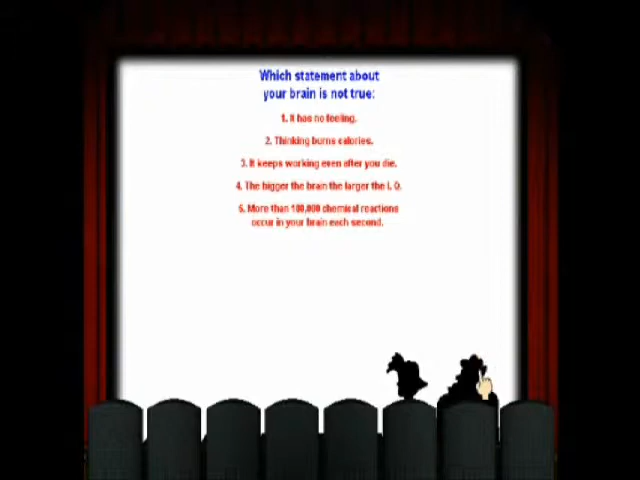 Which statement about
your brain is not true:
1. It has no feeling.
2. Thinking burns calories.
3. It keeps working even after you die.
4. The bigger the brain the larger the I. Q.
5. More than 100,000 chemical reactions
occur in your brain each second.